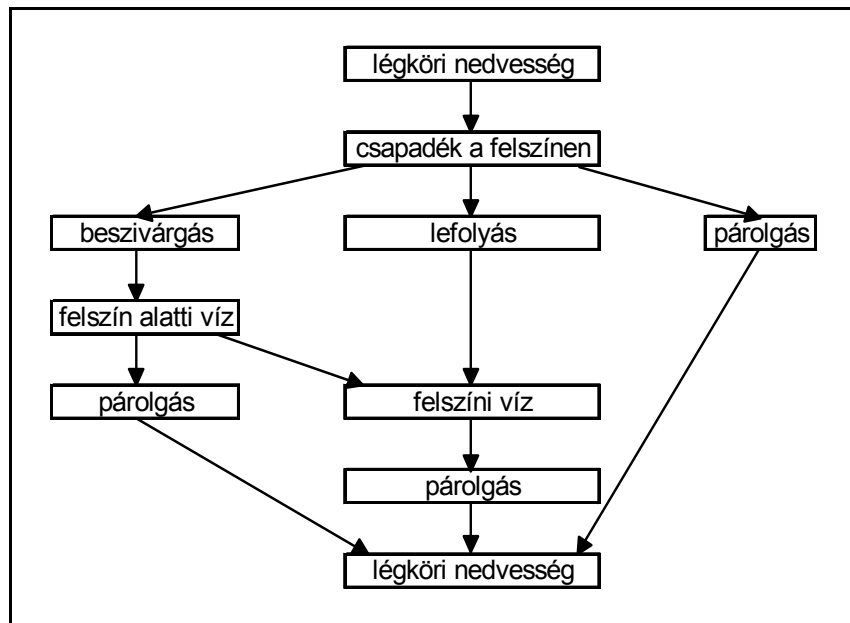 légköri nedvesség
csapadék a felszínen
beszivárgás
lefolyás
párolgás
felszín alatti víz
párolgás
felszíni víz
párolgás
légköri nedvesség